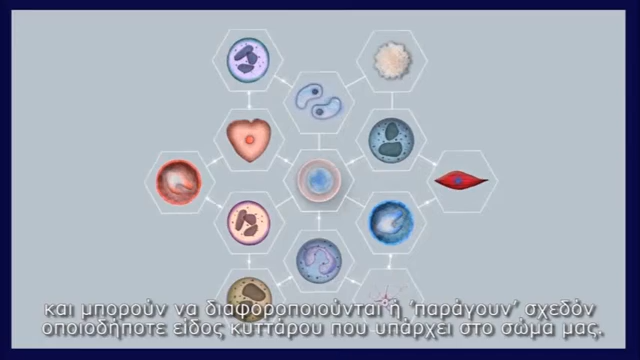 και μπορούν να διαφοροποιούνται ή 'παράγουν' σχεδόν
οποιοδήποτε είδος κυττάρου που υπάρχει στο σώμα μας.